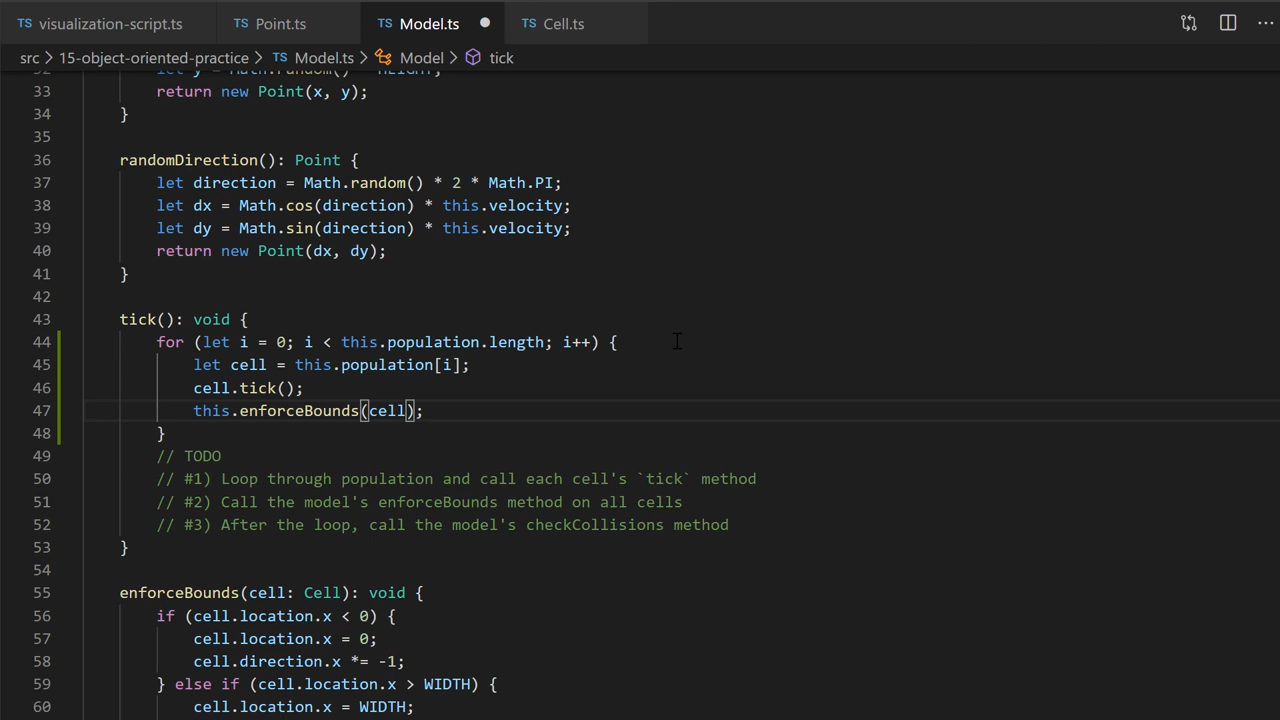 TS visualization-script.ts TS Point.ts TS Model.ts TS Cell.ts
src > 15-object-oriented-practice > TS Model.ts > Model > tick
32 let y = Math.random() * HEIGHT;
33 return new Point(x, y);
34 }
35
36 randomDirection(): Point {
37 let direction = Math.random() * 2 * Math.PI;
38 let dx = Math.cos(direction) * this.velocity;
39 let dy = Math.sin(direction) * this.velocity;
40 return new Point(dx, dy);
41 }
42
43 tick(): void {
44 for (let i = 0; i < this.population.length; i++) {
45 let cell = this.population[i];
46 cell.tick();
47 this.enforceBounds(cell);
48 }
49 // TODO
50 // #1) Loop through population and call each cell's `tick` method
51 // #2) Call the model's enforceBounds method on all cells
52 // #3) After the loop, call the model's checkCollisions method
53 }
54
55 enforceBounds(cell: Cell): void {
56 if (cell.location.x < 0) {
57 cell.location.x = 0;
58 cell.direction.x *= -1;
59 } else if (cell.location.x > WIDTH) {
60 cell.location.x = WIDTH;